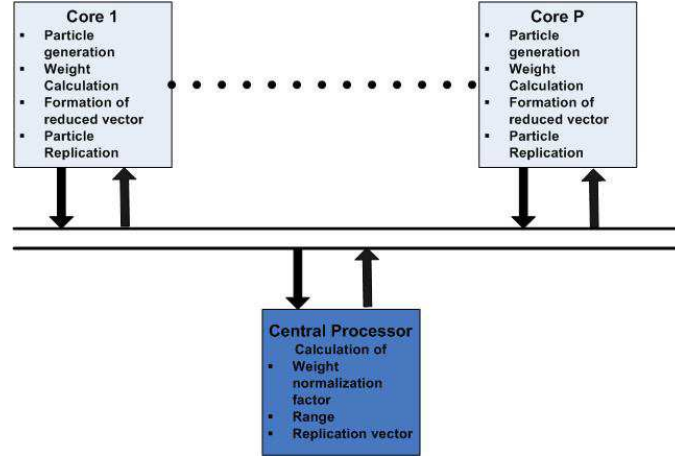 Core 1
▪ Particle
generation
▪ Weight
Calculation
▪ Formation of
reduced vector
▪ Particle
Replication
Core P
▪ Particle
generation
▪ Weight
Calculation
▪ Formation of
reduced vector
▪ Particle
Replication
Central Processor
Calculation of
▪ Weight
normalization
factor
▪ Range
▪ Replication vector